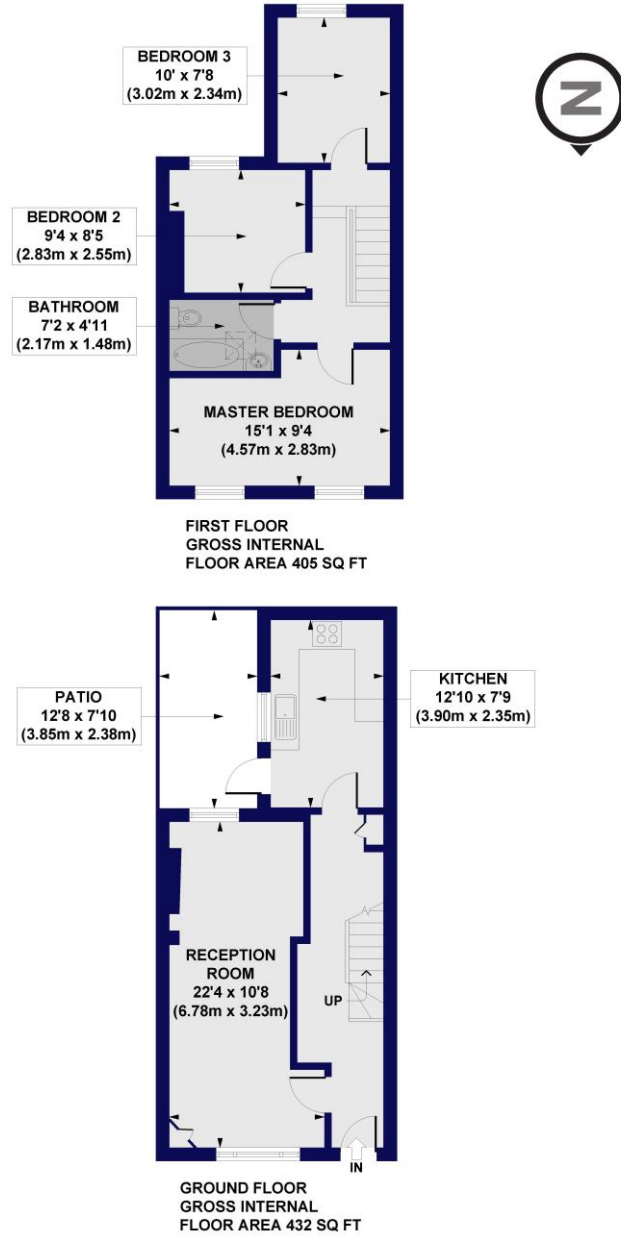 BEDROOM 3
10' x 7'8
(3.02m x 2.34m)
N
BEDROOM 2
9'4 x 8'5
(2.83m x 2.55m)
BATHROOM
7'2 x 4'11
(2.17m x 1.48m)
MASTER BEDROOM
15'1 x 9'4
(4.57m x 2.83m)
FIRST FLOOR
GROSS INTERNAL
FLOOR AREA 405 SQ FT
PATIO
12'8 x 7'10
(3.85m x 2.38m)
KITCHEN
12'10 x 7'9
(3.90m x 2.35m)
RECEPTION
ROOM
22'4 x 10'8
(6.78m x 3.23m)
UP
IN
GROUND FLOOR
GROSS INTERNAL
FLOOR AREA 432 SQ FT